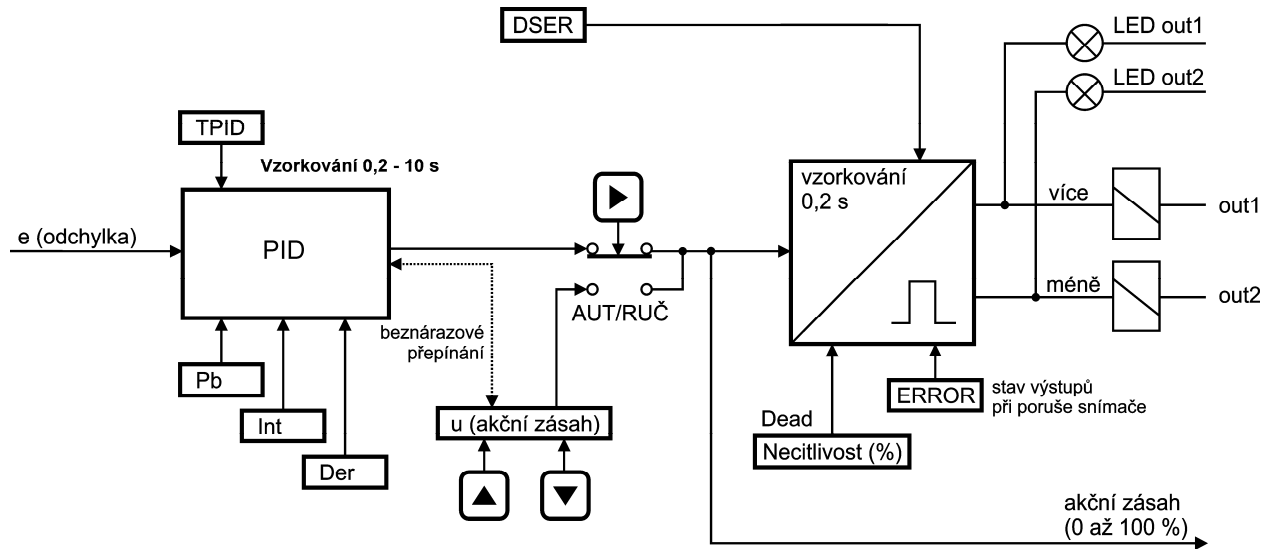 DSER
LED out1
LED out2
TPID
Vzorkování 0,2 - 10 s
vzorkování
0,2 s
více
out1
e (odchylka)
PID
méně
out2
AUT/RUČ
beznárazové
přepínání
Pb
Int
Der
u (akční zásah)
ERROR
stav výstupů
při poruše snímače
Dead
Necitlivost (%)
akční zásah
(0 až 100 %)